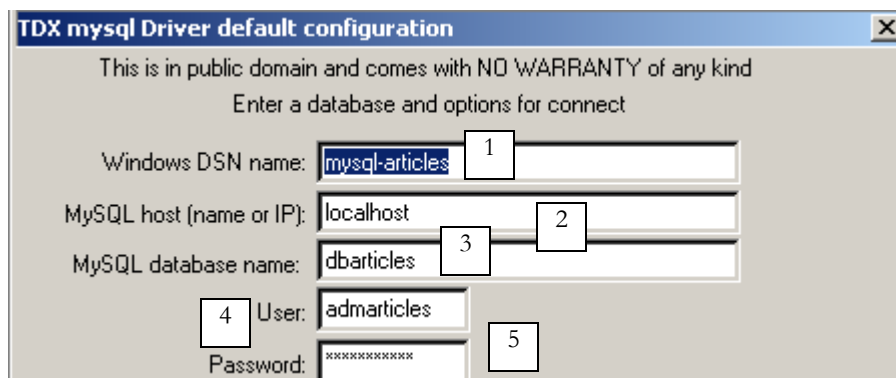 TDX mysql Driver default configuration
This is in public domain and comes with NO WARRANTY of any kind
Enter a database and options for connect
Windows DSN name: mysql-articles 1
MySQL host (name or IP): localhost 2
MySQL database name: dbarticles 3
4 User: admarticles
Password: *********** 5